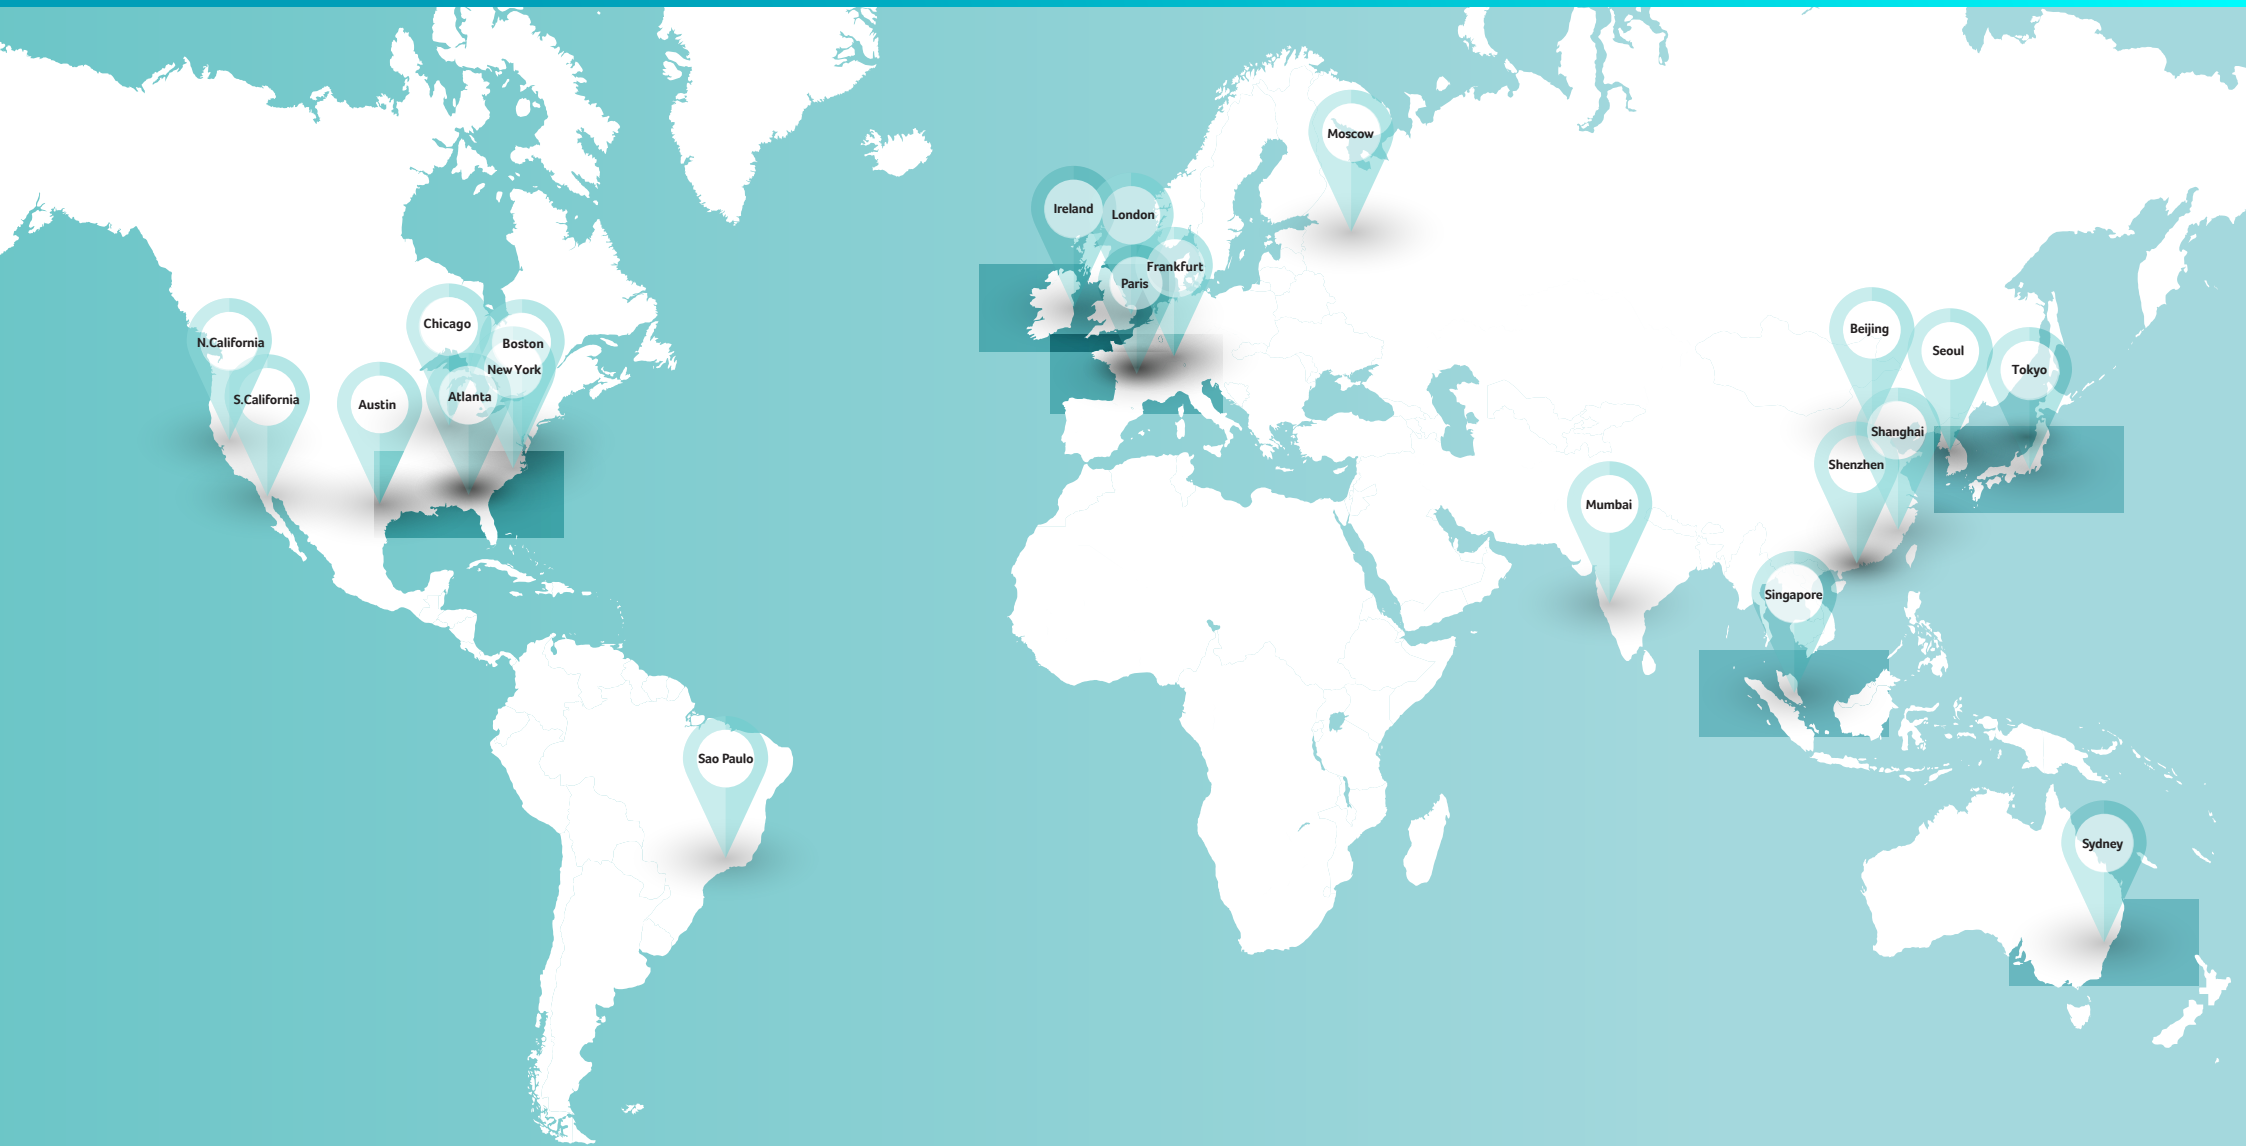 Moscow
Ireland
London
Frankfurt
Paris
Chicago
Boston
N.California
New York
Atlanta
S.California
Austin
Beijing
Seoul
Tokyo
Shanghai
Shenzhen
Mumbai
Singapore
Sao Paulo
Sydney